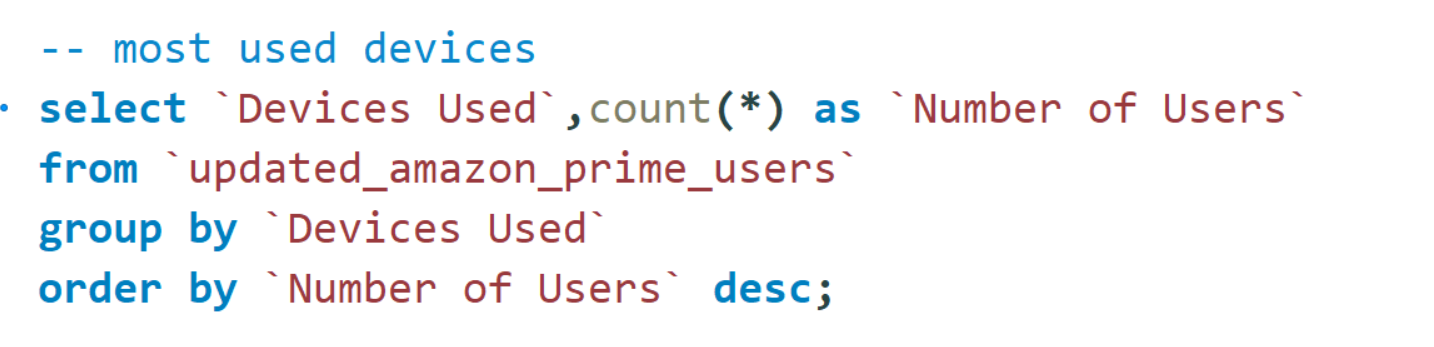 -- most used devices
select `Devices Used`,count(*) as `Number of Users`
from `updated_amazon_prime_users`
group by `Devices Used`
order by `Number of Users` desc;